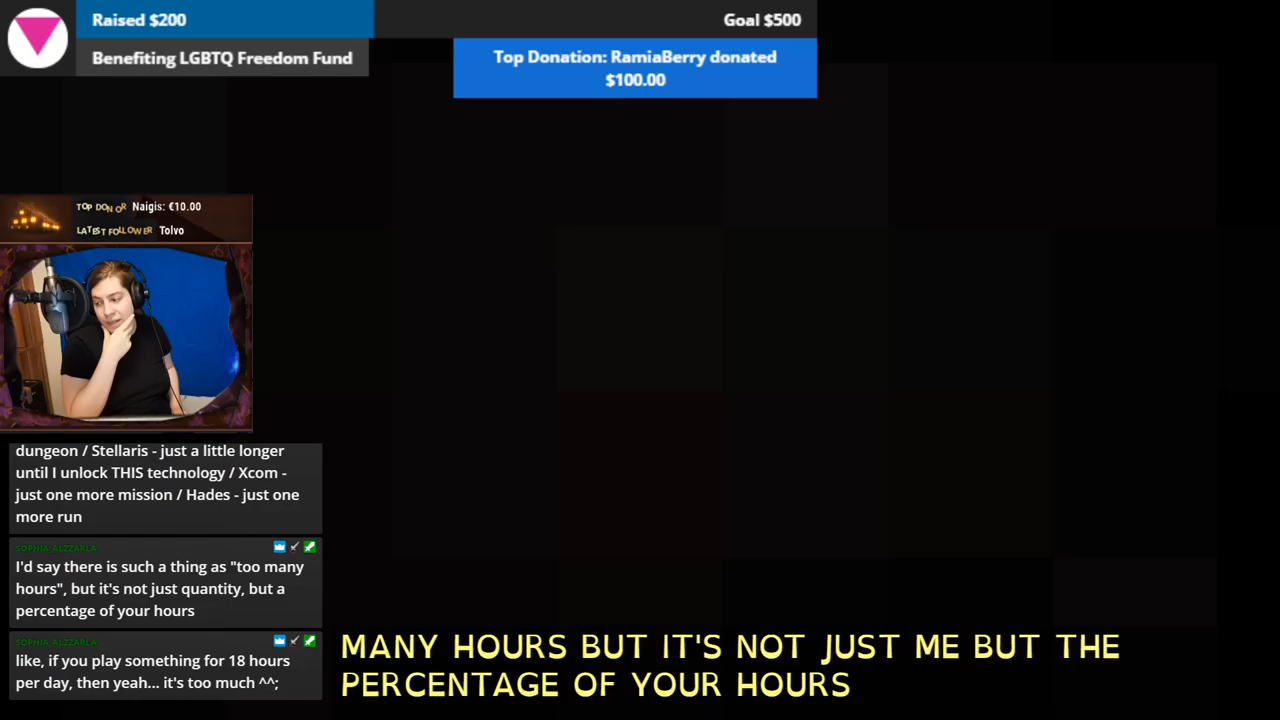 Raised $200
Goal $500
Benefiting LGBTQ Freedom Fund
Top Donation: RamiaBerry donated
$100.00
TOP DONOR Naigis: €10.00
LATEST FOLLOWER Tolvo
dungeon / Stellaris - just a little longer
until I unlock THIS technology / Xcom -
just one more mission / Hades - just one
more run
SOPHIA ALZZARLA
I'd say there is such a thing as "too many
hours", but it's not just quantity, but a
percentage of your hours
SOPHIA ALZZARLA
like, if you play something for 18 hours
per day, then yeah... it's too much ^^;
MANY HOURS BUT IT'S NOT JUST ME BUT THE
PERCENTAGE OF YOUR HOURS